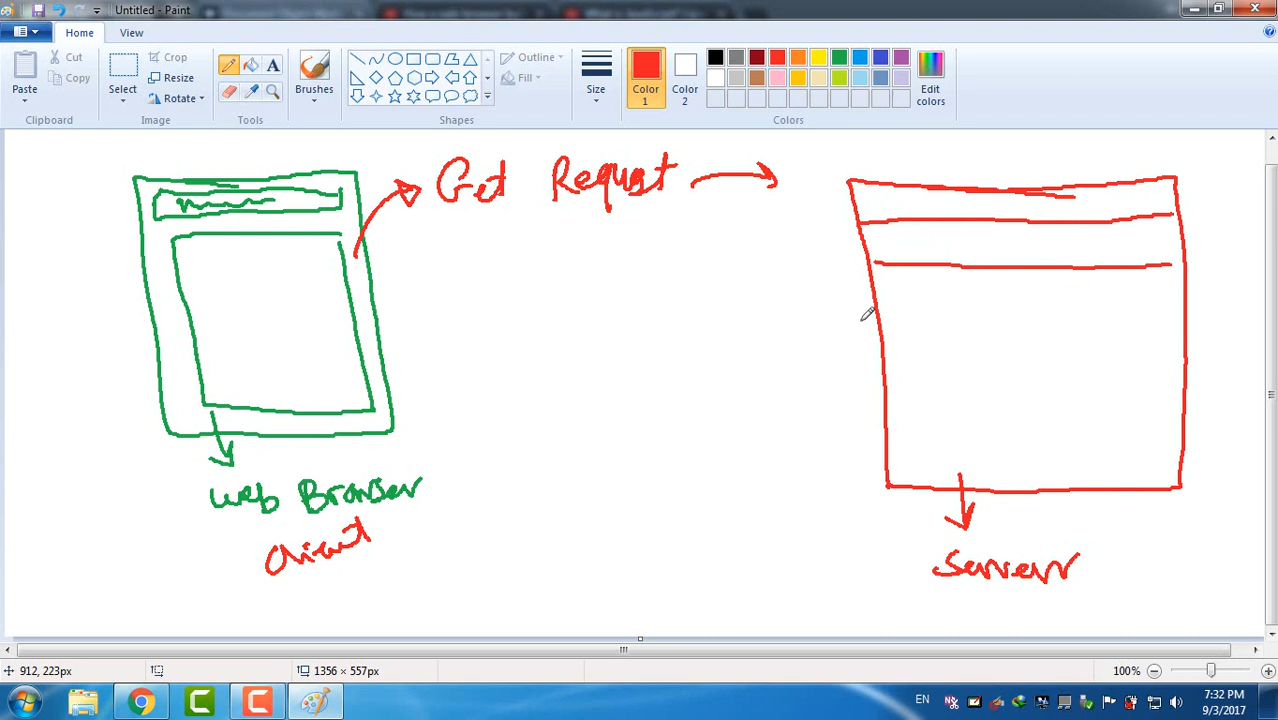 Untitled - Paint
Home View
Paste
Cut
Copy
Clipboard
Select
Crop
Resize
Rotate
Image
Tools
Brushes
Shapes
Outline
Fill
Size
Color 1
Color 2
Edit colors
Colors
Get Request
Web Browser
Client
Server
912, 223px
1356 × 557px
100%
EN
7:32 PM
9/3/2017